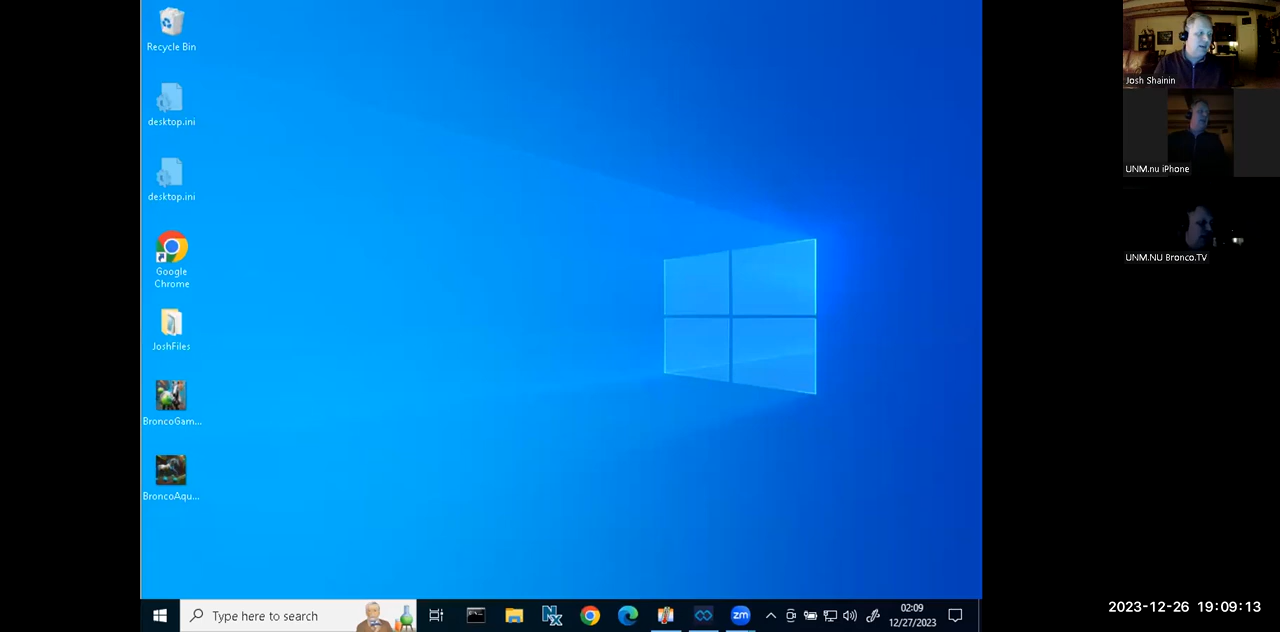 Recycle Bin
desktop.ini
desktop.ini
Google
Chrome
JoshFiles
BroncoGam...
BroncoAqu...
Type here to search
zm
02:09
12/27/2023
Josh Shainin
UNM.nu iPhone
UNM.NU Bronco.TV
2023-12-26 19:09:13